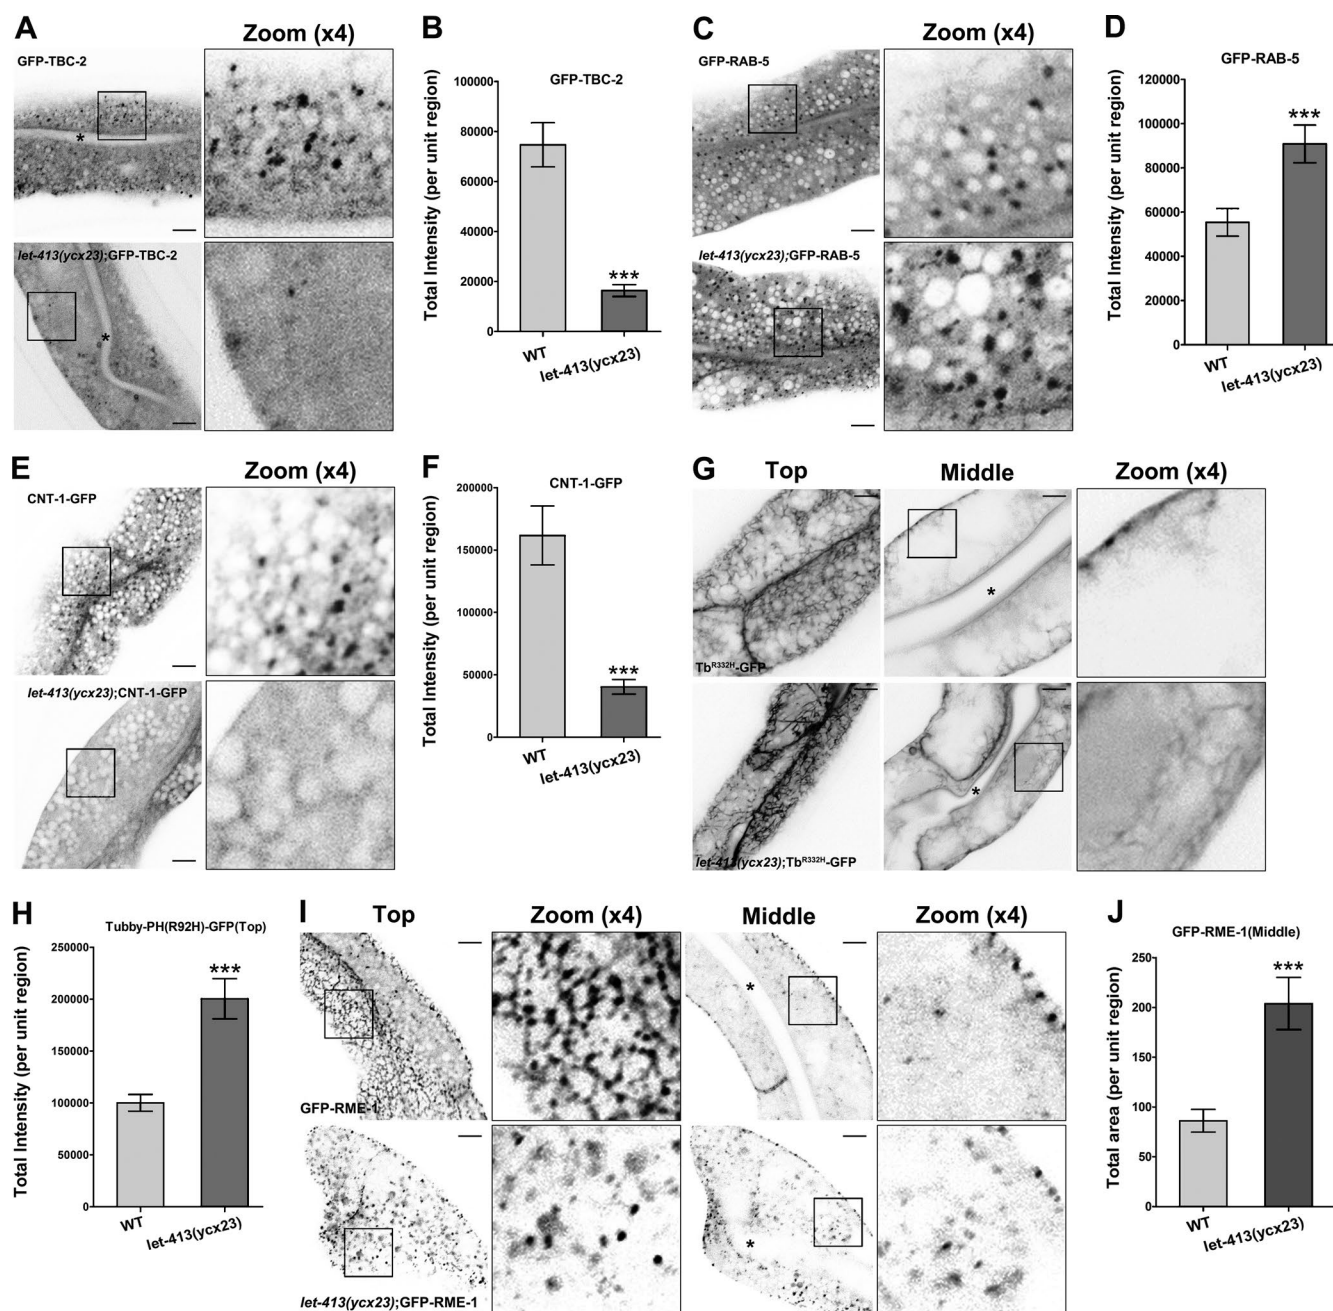 A
Zoom (x4)
GFP-TBC-2
*
let-413(ycx23);GFP-TBC-2
*
B
GFP-TBC-2
Total Intensity (per unit region)
100000
80000
60000
40000
20000
0
***
WT
let-413(ycx23)
C
Zoom (x4)
GFP-RAB-5
let-413(ycx23);GFP-RAB-5
D
GFP-RAB-5
Total Intensity (per unit region)
120000
100000
80000
60000
40000
20000
0
***
WT
let-413(ycx23)
E
Zoom (x4)
CNT-1-GFP
let-413(ycx23);CNT-1-GFP
F
CNT-1-GFP
Total Intensity (per unit region)
200000
150000
100000
50000
0
***
WT
let-413(ycx23)
G
Top
Middle
Zoom (x4)
*
TbR332H-GFP
*
let-413(ycx23);TbR332H-GFP
H
Tubby-PH(R92H)-GFP(Top)
Total Intensity (per unit region)
250000
200000
150000
100000
50000
0
***
WT
let-413(ycx23)
I
Top
Zoom (x4)
Middle
Zoom (x4)
*
GFP-RME-1
*
let-413(ycx23);GFP-RME-1
J
GFP-RME-1(Middle)
Total area (per unit region)
250
200
150
100
50
0
***
WT
let-413(ycx23)